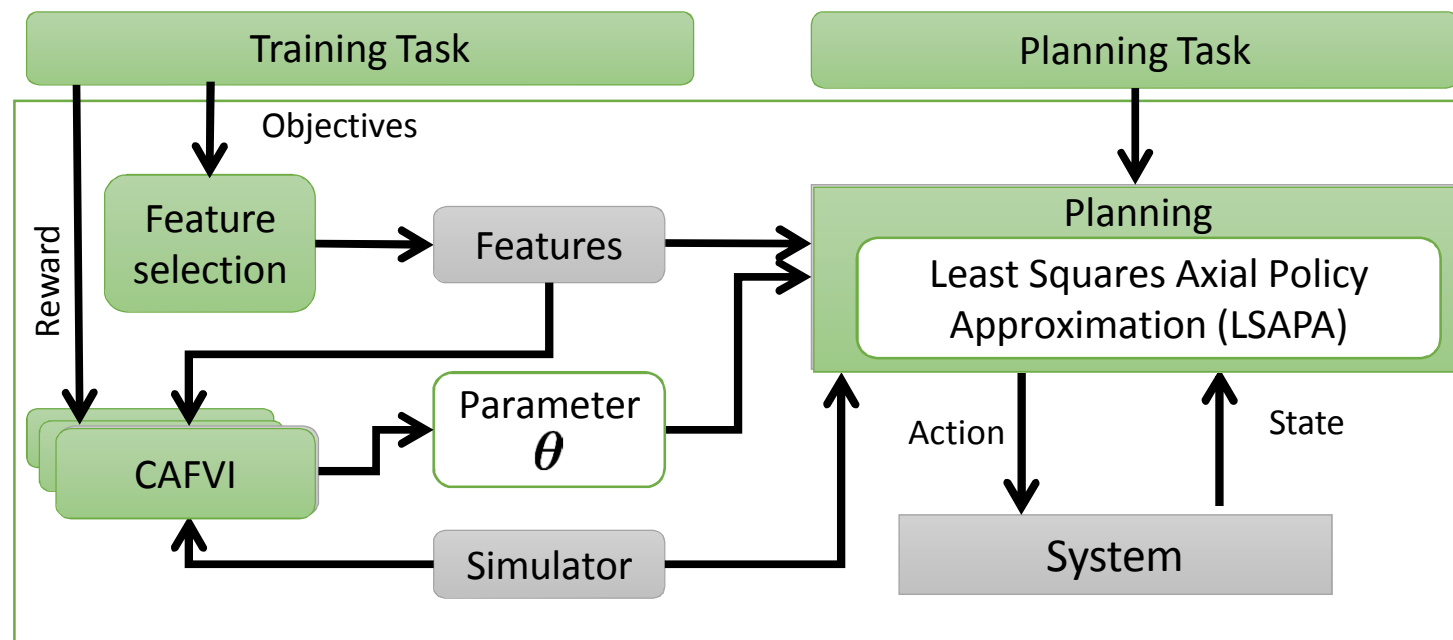 Training Task
Planning Task
Objectives
Reward
Feature
selection
Features
Planning
Least Squares Axial Policy
Approximation (LSAPA)
Parameter
θ
CAFVI
Action
State
Simulator
System